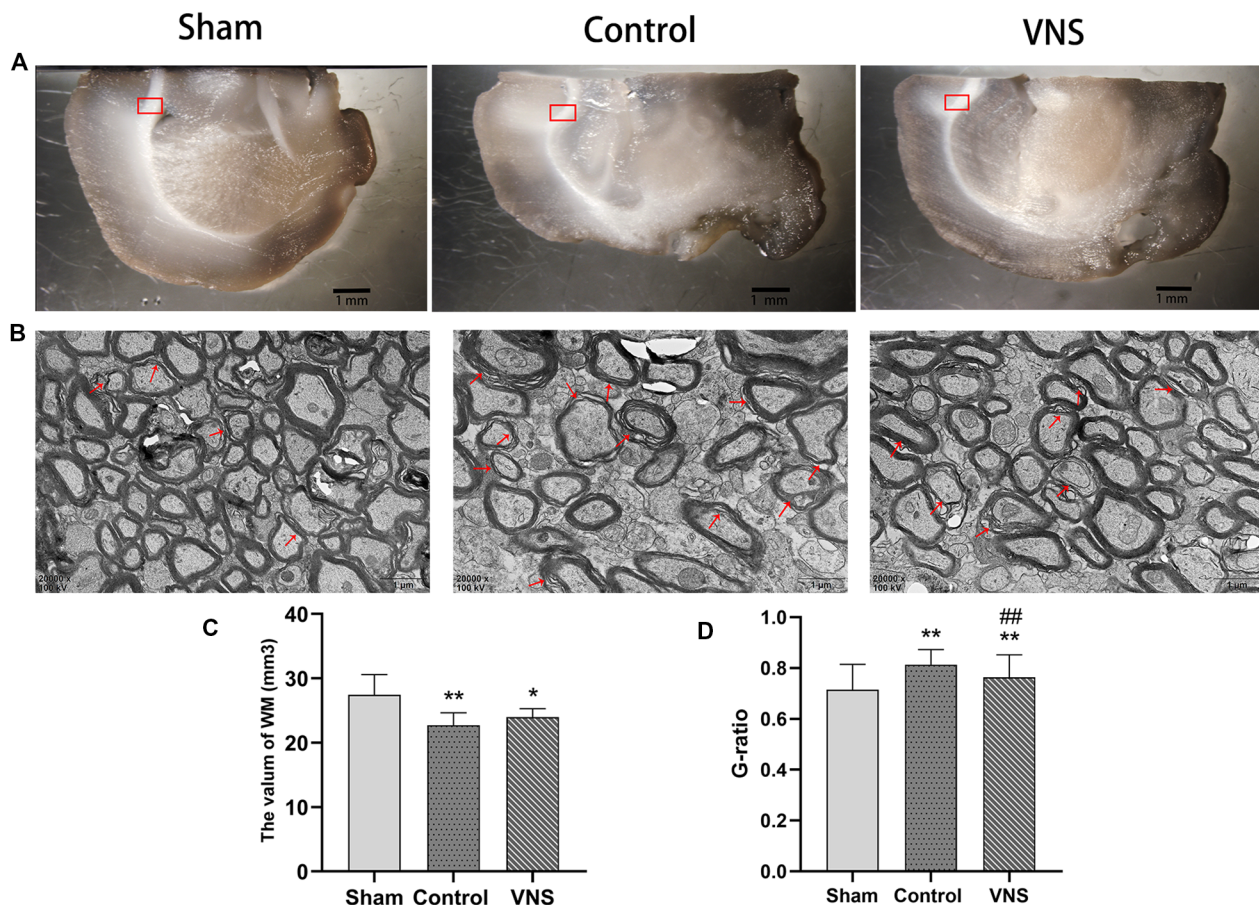 Sham Control VNS
A
1 mm 1 mm 1 mm
B
20000 x
100 kV
1 μm
20000 x
100 kV
1 μm
20000 x
100 kV
1 μm
C
The valum of WM (mm3)
40
30
20
10
0
**
*
Sham Control VNS
D
G-ratio
1.0
0.8
0.6
0.4
0.2
0.0
**
##
**
Sham Control VNS